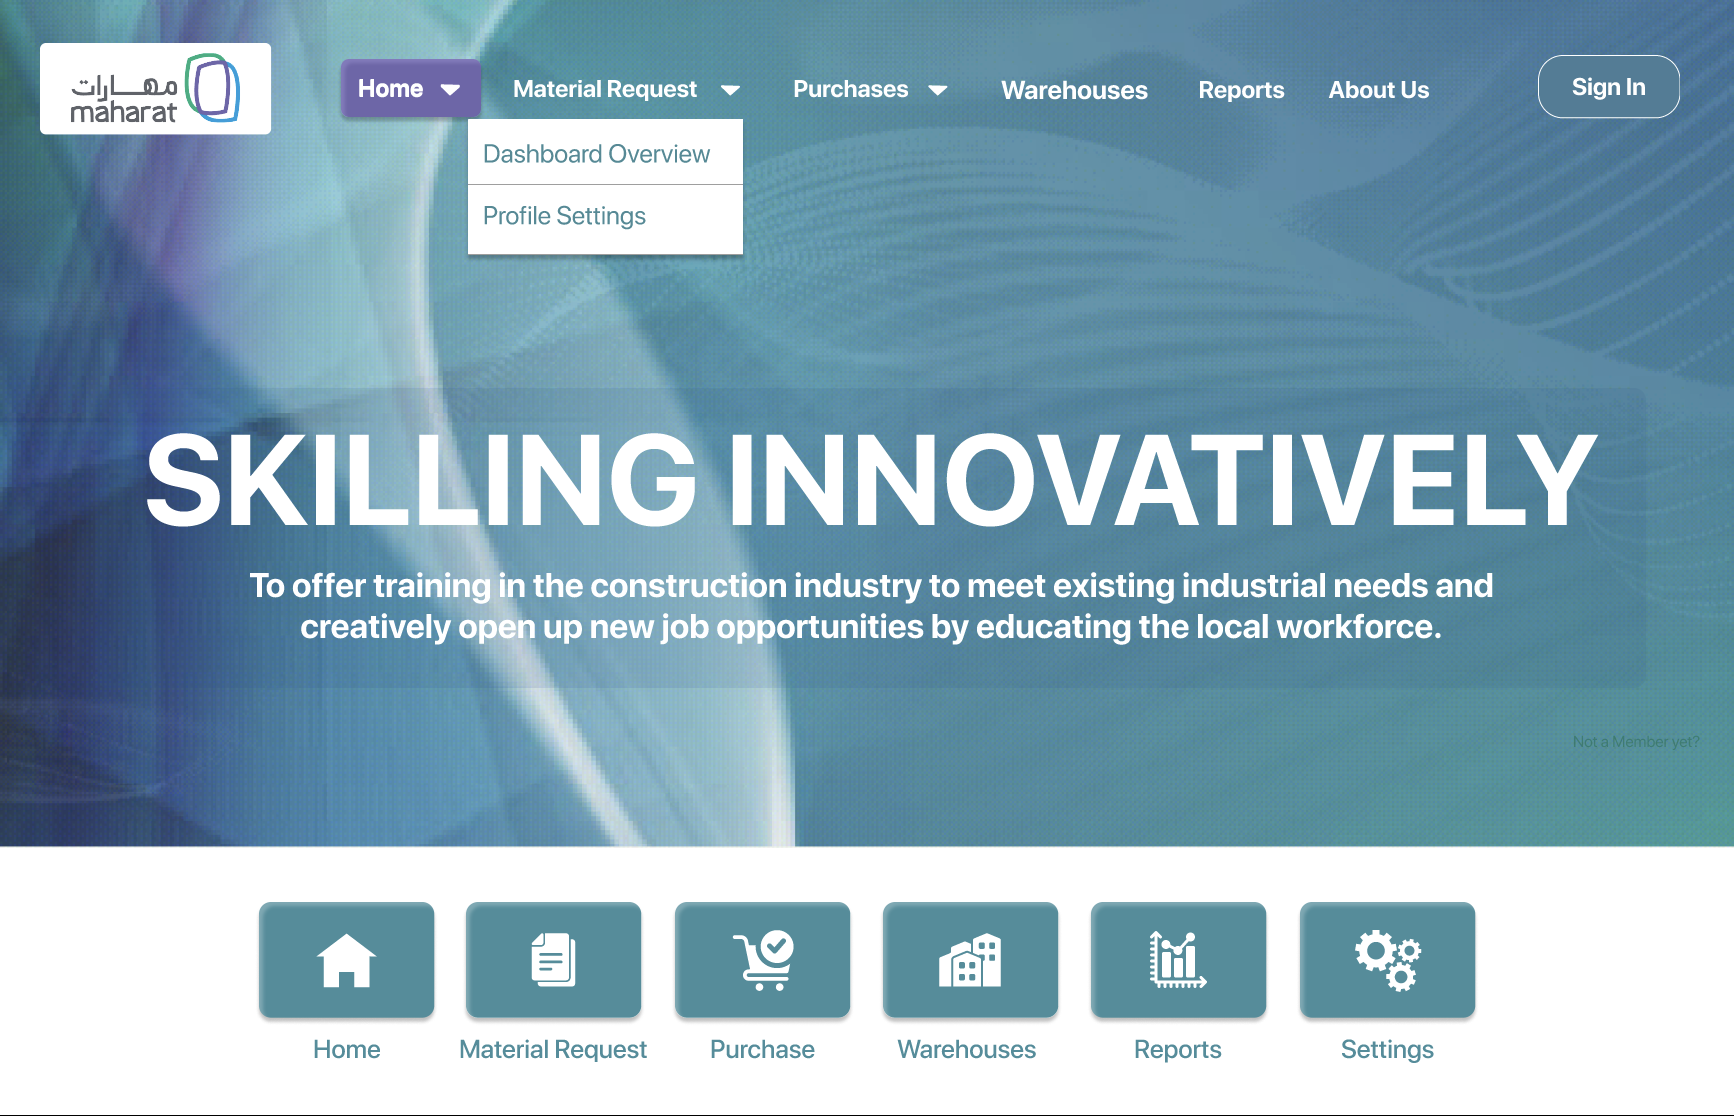 مهارات
maharat
Home
Material Request
Purchases
Warehouses
Reports
About Us
Sign In
Dashboard Overview
Profile Settings
SKILLING INNOVATIVELY
To offer training in the construction industry to meet existing industrial needs and
creatively open up new job opportunities by educating the local workforce.
Not a Member yet?
Home
Material Request
Purchase
Warehouses
Reports
Settings